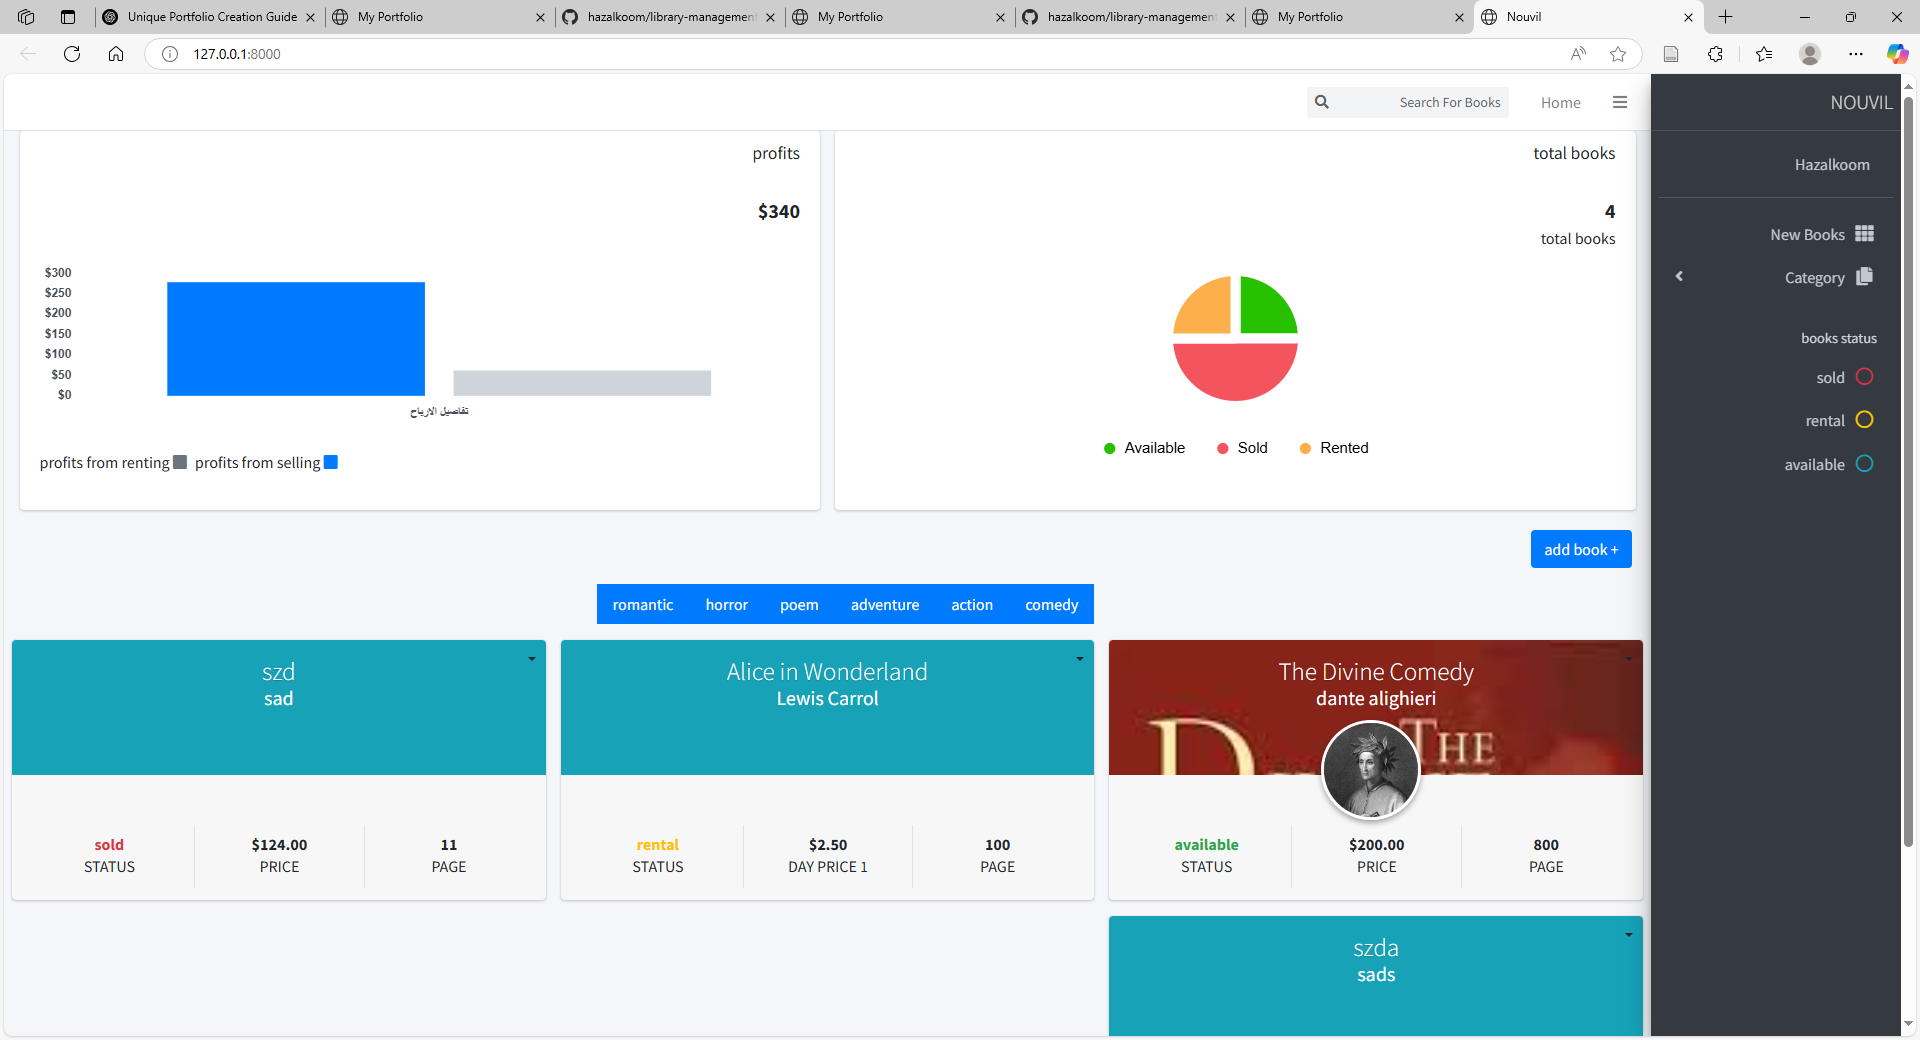 Unique Portfolio Creation Guide
My Portfolio
hazalkoom/library-management
My Portfolio
hazalkoom/library-management
My Portfolio
Nouvil
127.0.0.1:8000
Search For Books
Home
NOUVIL
Hazalkoom
New Books
Category
books status
sold
rental
available
profits
$340
$300
$250
$200
$150
$100
$50
$0
تفاصيل الارباح
profits from renting profits from selling
total books
4
total books
Available Sold Rented
add book +
romantic horror poem adventure action comedy
szd
sad
sold $124.00 11
STATUS PRICE PAGE
Alice in Wonderland
Lewis Carrol
rental $2.50 100
STATUS DAY PRICE 1 PAGE
The Divine Comedy
dante alighieri
THE
available $200.00 800
STATUS PRICE PAGE
szda
sads